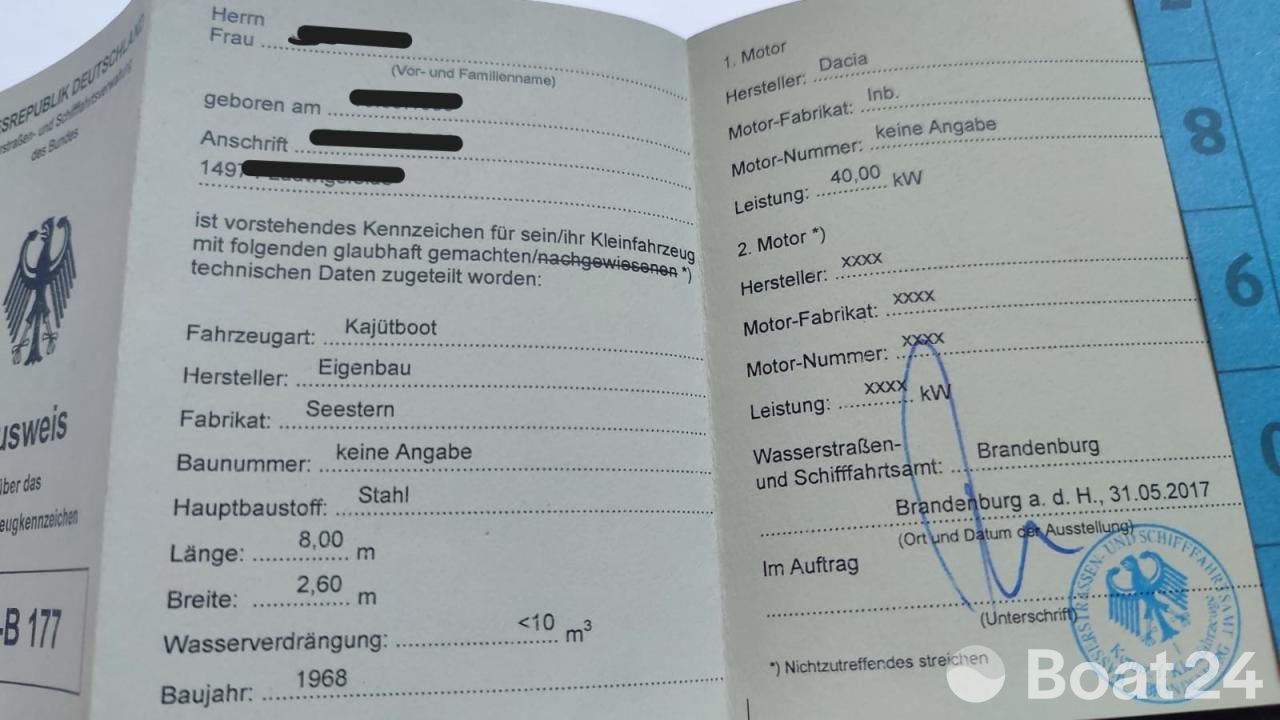 DEUTSCHLAND
des Bundes
über das
-B 177
Herrn
Frau
(Vor- und Familienname)
geboren am
Anschrift
149
ist vorstehendes Kennzeichen für sein/ihr Kleinfahrzeug
mit folgenden glaubhaft gemachten/nachgewiesenen *)
technischen Daten zugeteilt worden:
Fahrzeugart: Kajütboot
Hersteller: Eigenbau
Fabrikat: Seestern
Baunummer: keine Angabe
Hauptbaustoff: Stahl
Länge: 8,00 m
Breite: 2,60 m
Wasserverdrängung: <10 m³
Baujahr: 1968
1. Motor
Hersteller: Dacia
Motor-Fabrikat: Inb.
Motor-Nummer: keine Angabe
Leistung: 40,00 kW
2. Motor *)
Hersteller: xxxx
Motor-Fabrikat: xxxx
Motor-Nummer: xxxx
Leistung: xxxx kW
Wasserstraßen-
und Schifffahrtsamt: Brandenburg
Brandenburg a. d. H., 31.05.2017
(Ort und Datum der Ausstellung)
Im Auftrag
(Unterschrift)
*) Nichtzutreffendes streichen
8
6
Boat24